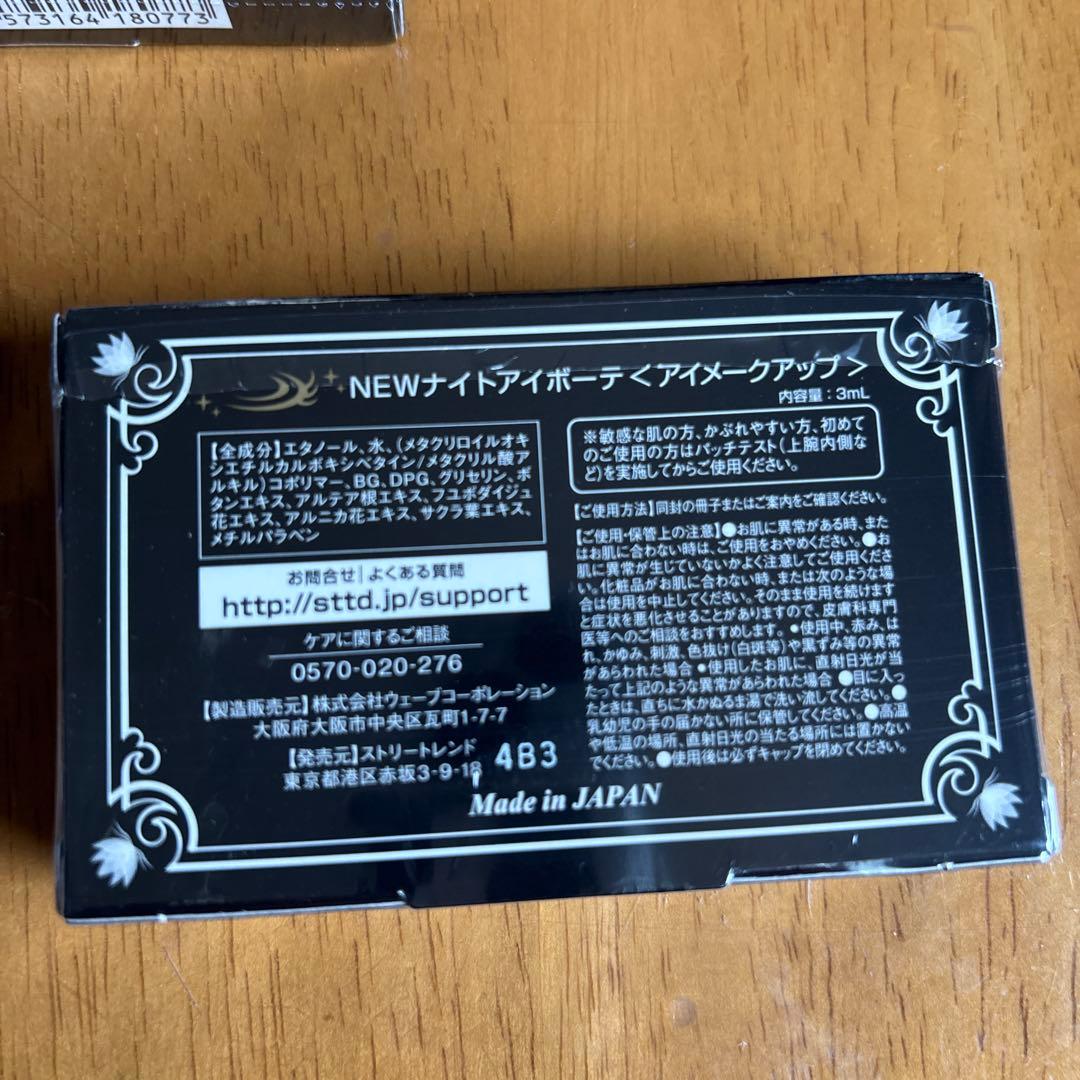 573164 180773
NEWナイトアイボーテ<アイメークアップ>
内容量：3mL
【全成分】エタノール、水、(メタクリロイルオキ
シエチルカルボキシベタイン/メタクリル酸ア
ルキル)コポリマー、BG、DPG、グリセリン、ボ
タンエキス、アルテア根エキス、フユボダイジュ
花エキス、アルニカ花エキス、サクラ葉エキス、
メチルパラベン
お問合せ|よくある質問
http://sttd.jp/support
ケアに関するご相談
0570-020-276
【製造販売元】株式会社ウェーブコーポレーション
大阪府大阪市中央区瓦町1-7-7
【発売元】ストリートレンド
東京都港区赤坂3-9-18
4B3
※敏感な肌の方、かぶれやすい方、初めて
のご使用の方はパッチテスト(上腕内側な
ど)を実施してからご使用ください。
【ご使用方法】同封の冊子またはご案内をご確認ください。
【ご使用・保管上の注意】●お肌に異常がある時、また
はお肌に合わない時は、ご使用をおやめください。●お
肌に異常が生じていないかよく注意してご使用くださ
い。化粧品がお肌に合わない時、または次のような場
合は使用を中止してください。そのまま使用を続けます
と症状を悪化させることがありますので、皮膚科専門
医等へのご相談をおすすめします。•使用中、赤み、は
れ、かゆみ、刺激、色抜け(白斑等)や黒ずみ等の異常
があらわれた場合 •使用したお肌に、直射日光が当
たって上記のような異常があらわれた場合 ●目に入っ
たときは、直ちに水かぬるま湯で洗い流してください。●
乳幼児の手の届かない所に保管してください。●高温
や低温の場所、直射日光の当たる場所には置かない
でください。●使用後は必ずキャップを閉めてください。
Made in JAPAN